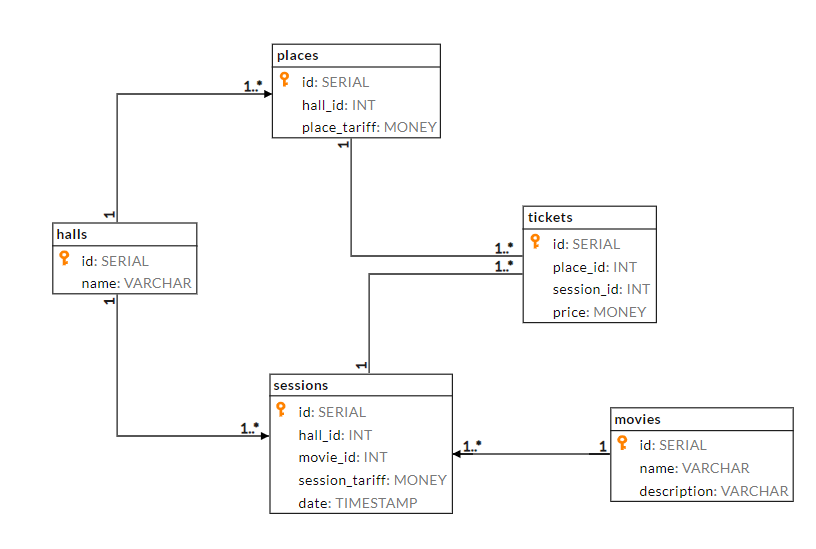 places
id: SERIAL
hall_id: INT
place_tariff: MONEY
1..*
1
1
halls
id: SERIAL
name: VARCHAR
1
tickets
id: SERIAL
place_id: INT
session_id: INT
price: MONEY
1..*
1..*
1
1..*
sessions
id: SERIAL
hall_id: INT
movie_id: INT
session_tariff: MONEY
date: TIMESTAMP
1..*
1
movies
id: SERIAL
name: VARCHAR
description: VARCHAR